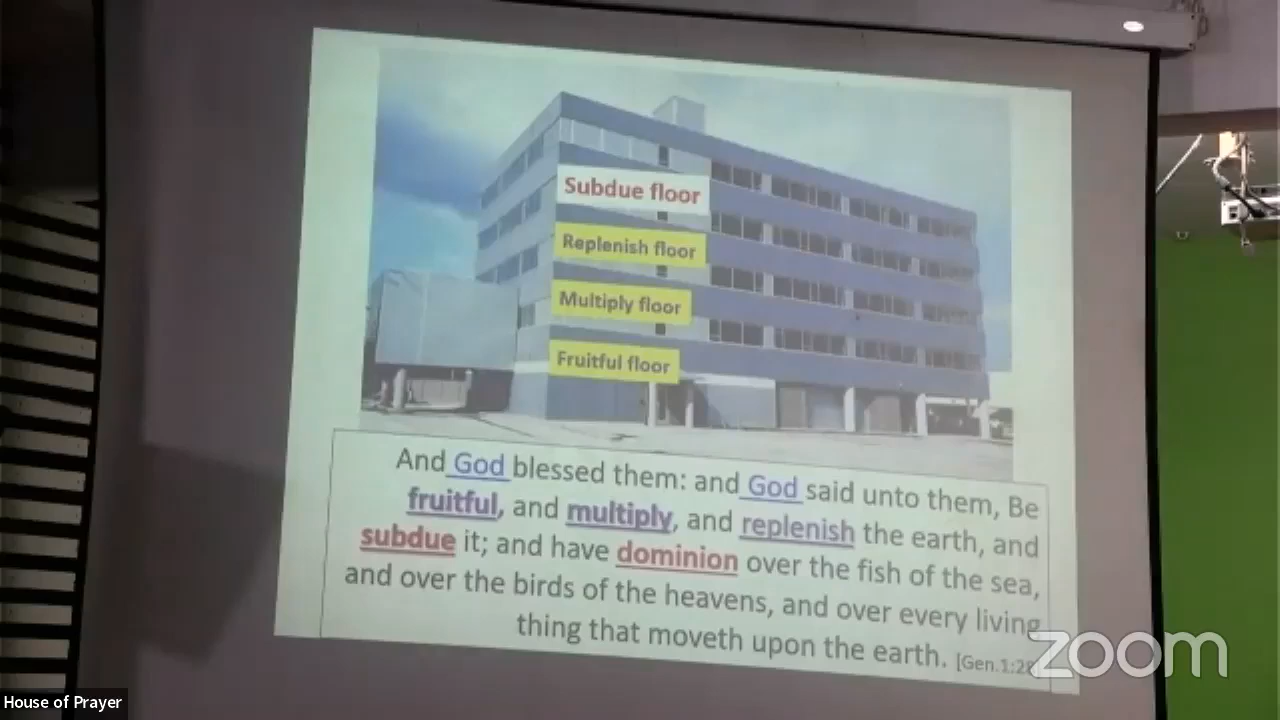 Subdue floor
Replenish floor
Multiply floor
Fruitful floor
And God blessed them: and God said unto them, Be
fruitful, and multiply, and replenish the earth, and
subdue it; and have dominion over the fish of the sea,
and over the birds of the heavens, and over every living
thing that moveth upon the earth. [Gen.1:28
zoom
House of Prayer